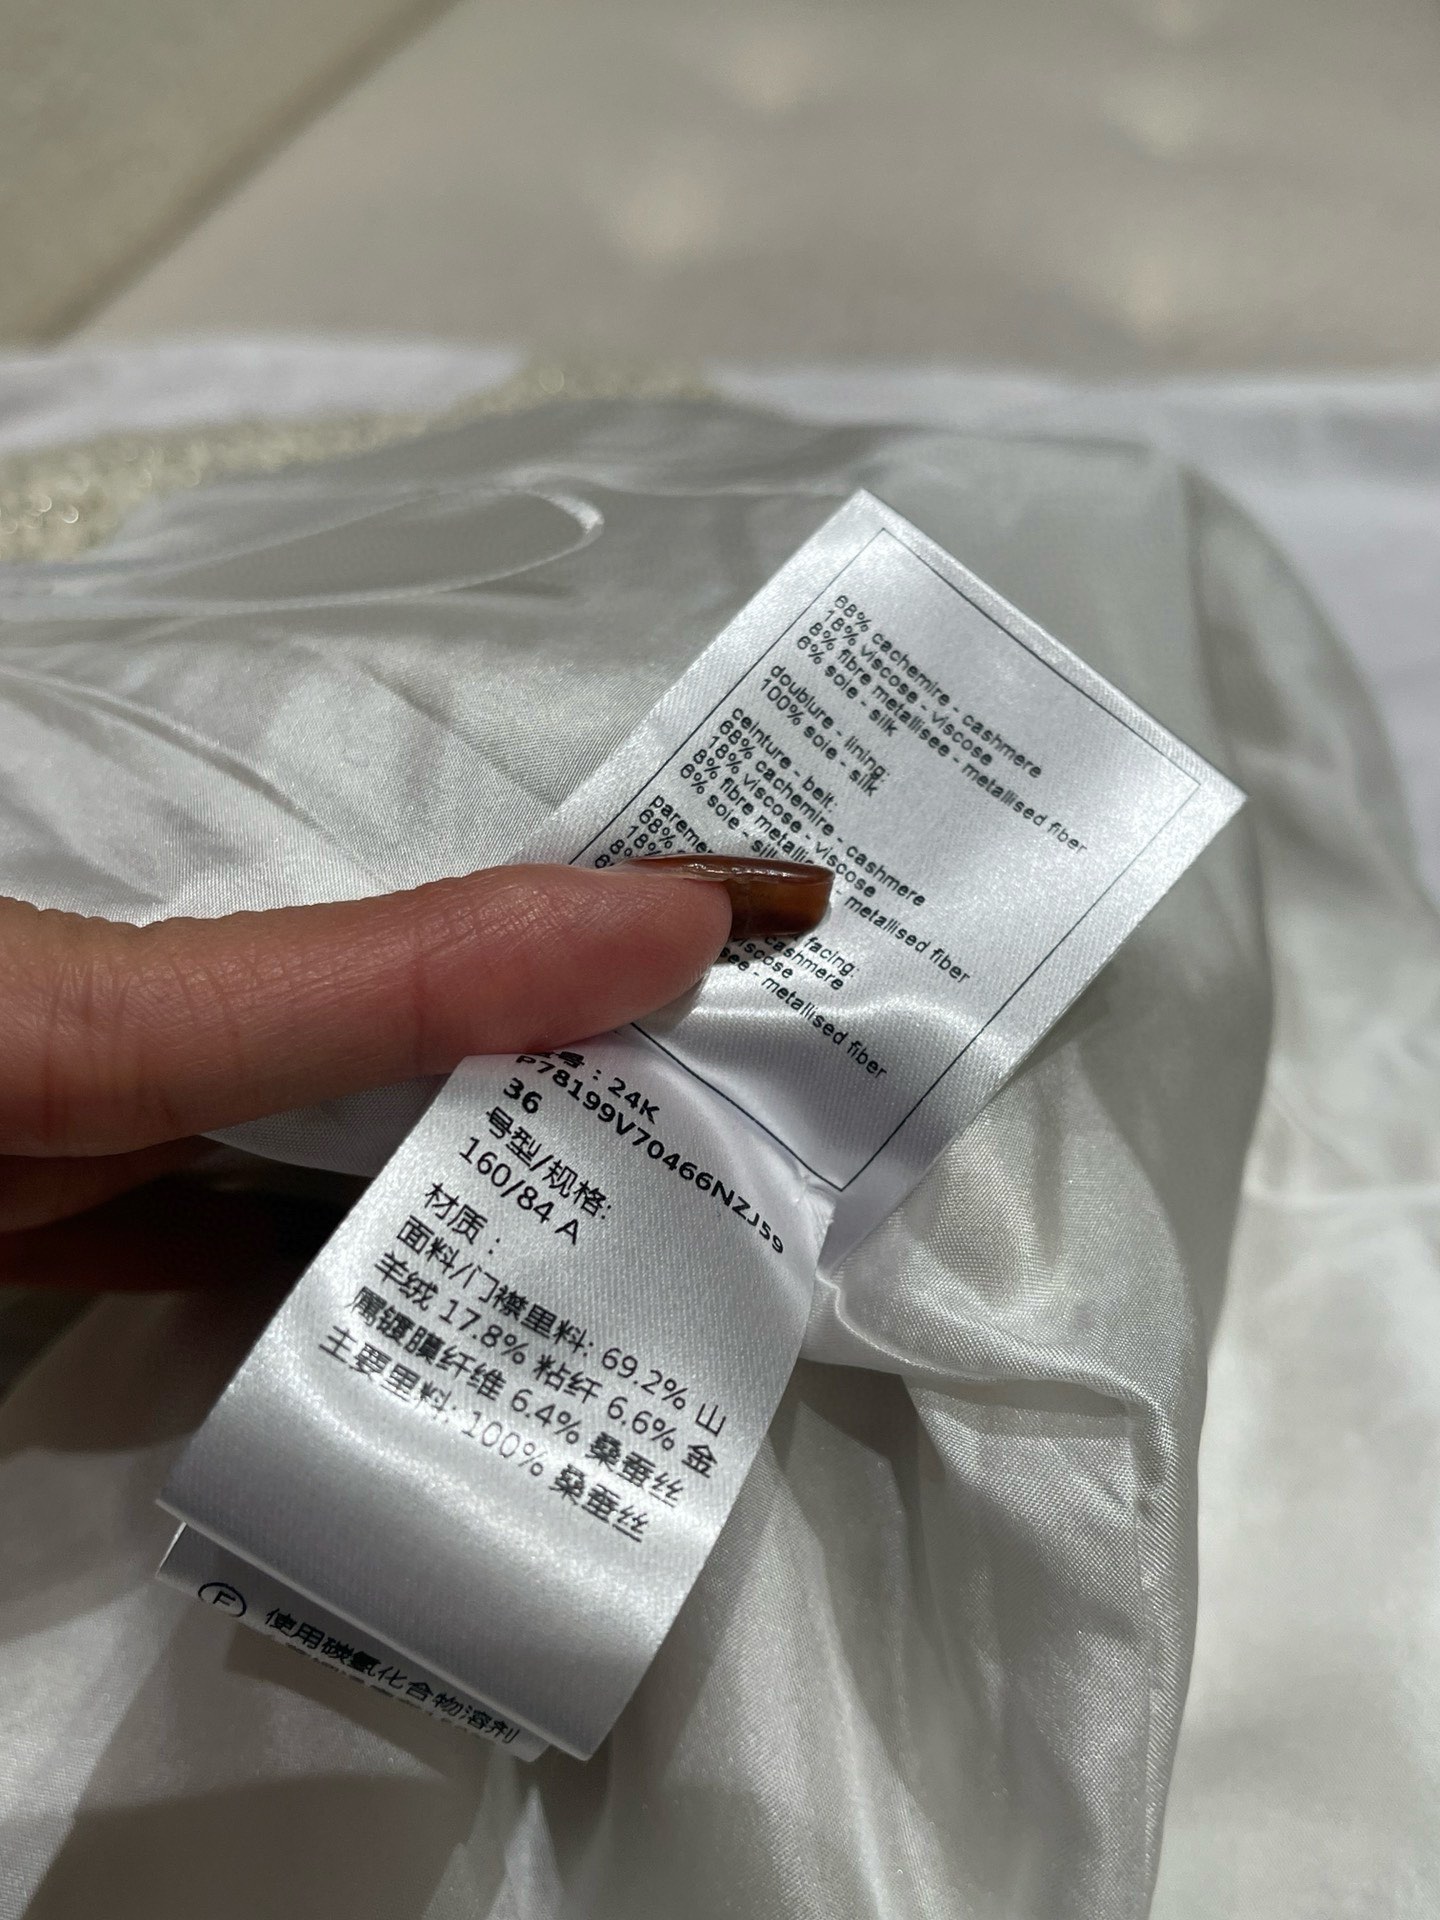 68% cachemire - cashmere
18% viscose - viscose
8% fibre metallisee - metallised fiber
6% soie - silk
doublure - lining:
100% soie - silk
ceinture - belt:
68% cachemire - cashmere
18% viscose - viscose
8% fibre metallisee - metallised fiber
6% soie - silk
facing:
68% cashmere
18% viscose
8% metallised fiber
号：24K
P78199V70466NZJ59
36
号型/规格:
160/84 A
材质：
面料/门襟里料: 69.2% 山
羊绒 17.8% 粘纤 6.6% 金
属镀膜纤维 6.4% 桑蚕丝
主要里料: 100% 桑蚕丝
F 使用碳氢化合物溶剂